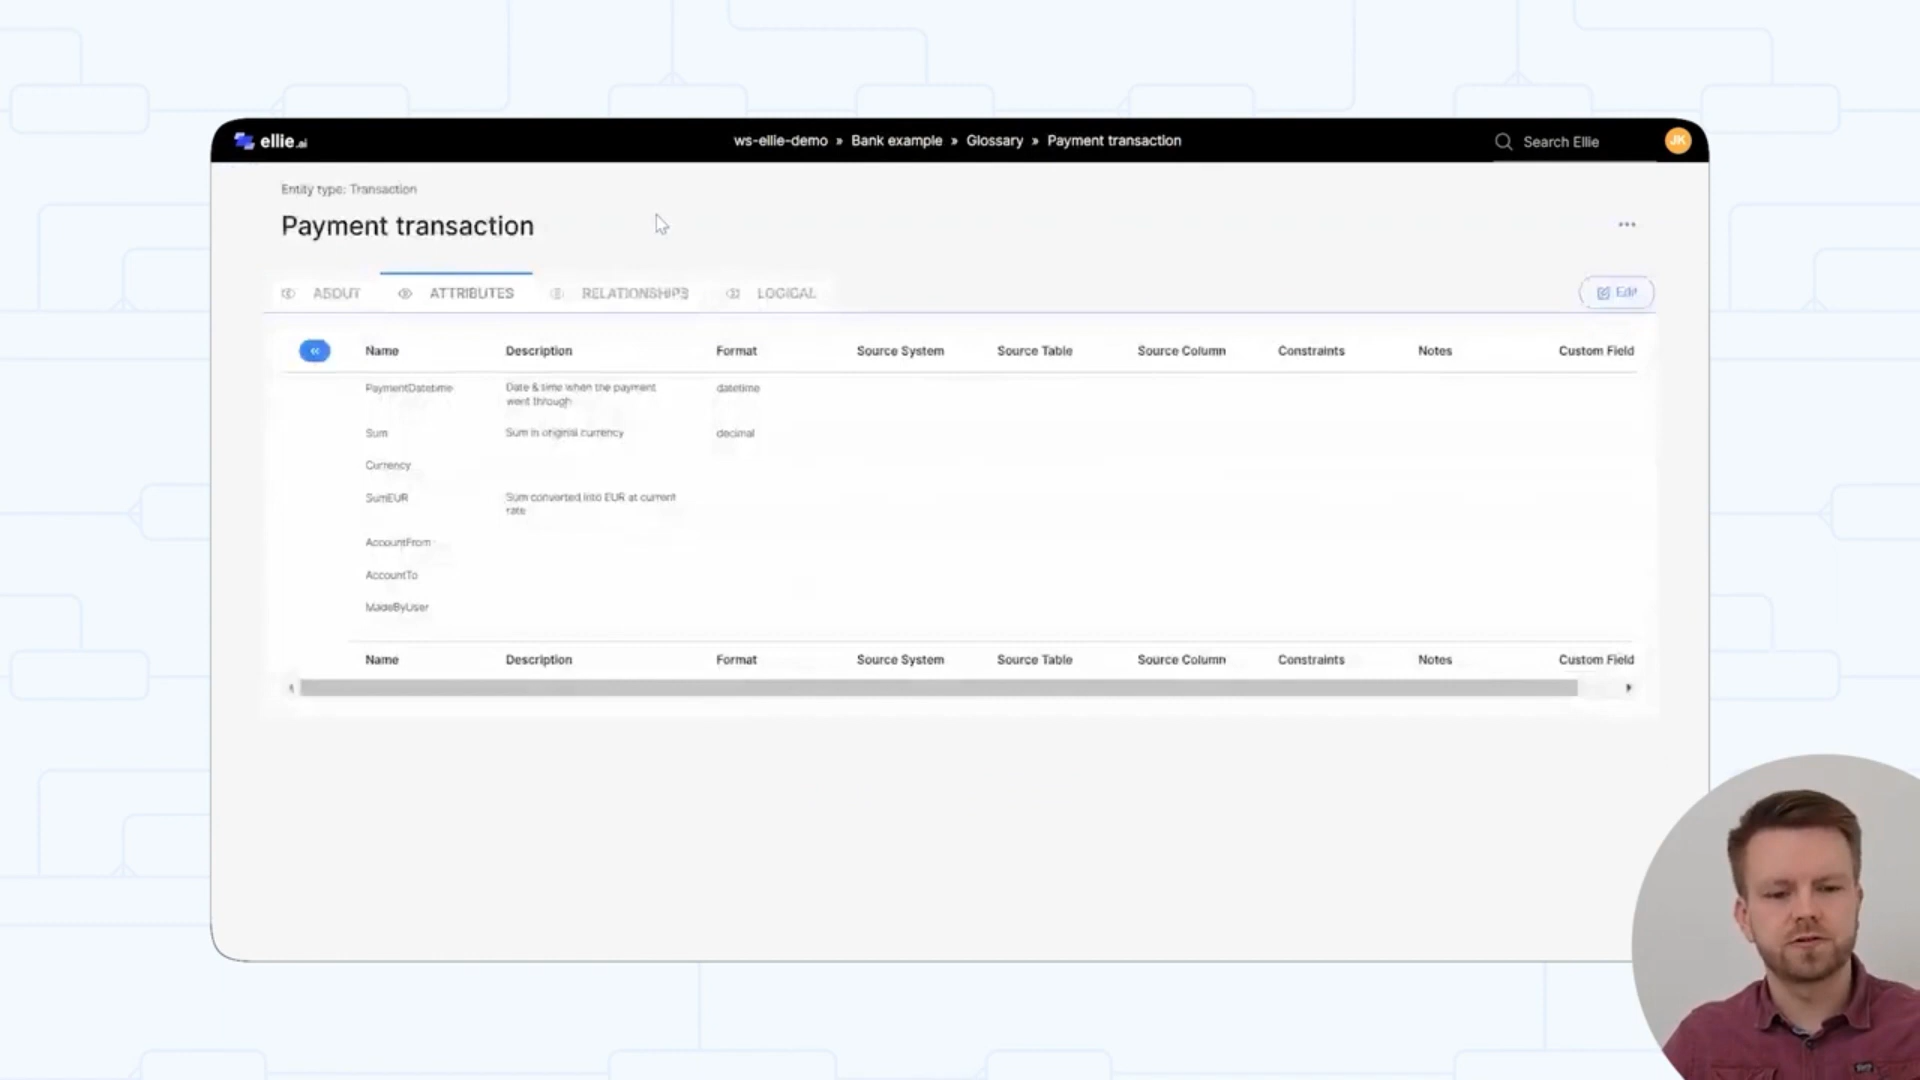 ellie.ai
ws-ellie-demo » Bank example » Glossary » Payment transaction
Search Ellie
JK
Entity type: Transaction
Payment transaction
ABOUT
ATTRIBUTES
RELATIONSHIPS
LOGICAL
Edit
Name Description Format Source System Source Table Source Column Constraints Notes Custom Field
PaymentDatetime Date & time when the payment datetime
went through
Sum Sum in original currency decimal
Currency
SumEUR Sum converted into EUR at current
rate
AccountFrom
AccountTo
MadeByUser
Name Description Format Source System Source Table Source Column Constraints Notes Custom Field